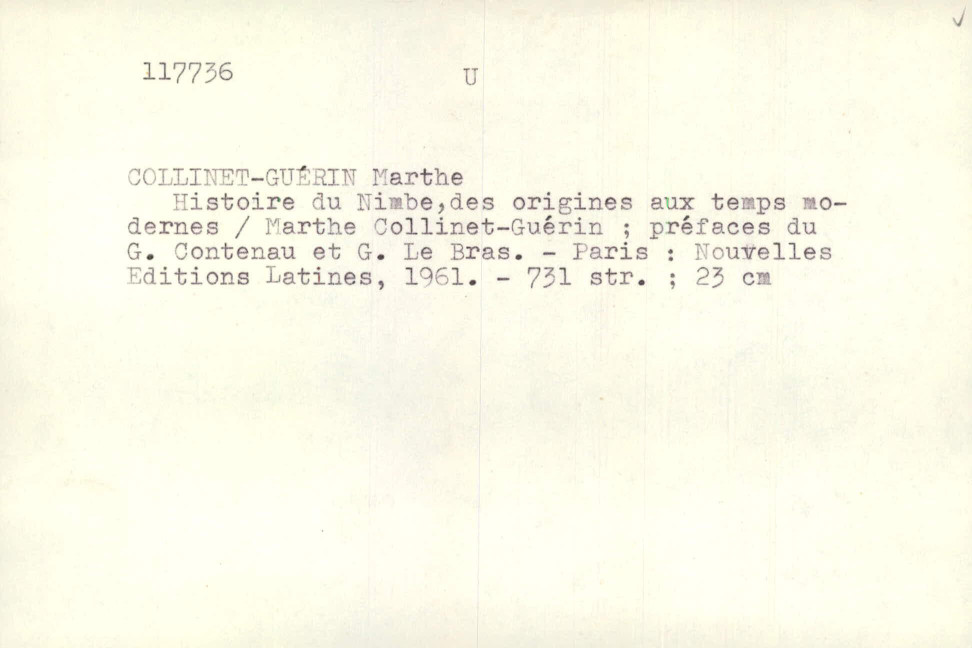 117736 U
COLLINET-GUÉRIN Marthe
Histoire du Nimbe,des origines aux temps mo-
dernes / Marthe Collinet-Guérin ; préfaces du
G. Contenau et G. Le Bras. - Paris : Nouvelles
Editions Latines, 1961. - 731 str. ; 23 cm